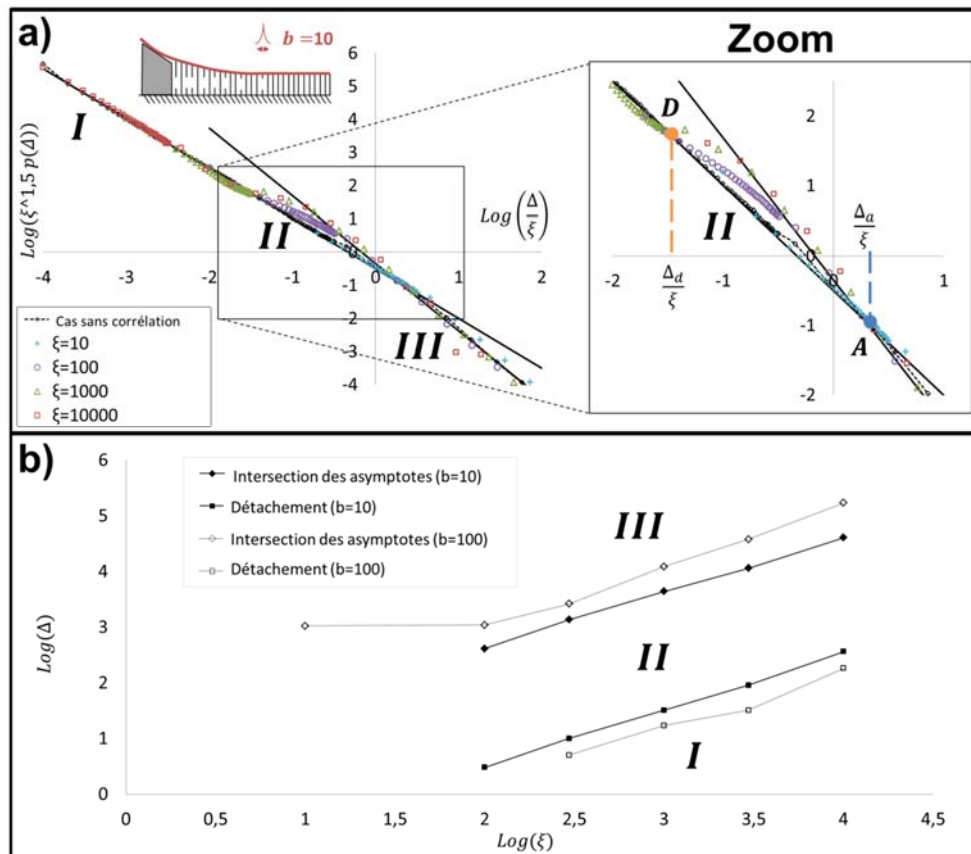 a)
b = 10
Zoom
Log(ξ^1,5 p(Δ))
6
5
4
3
2
1
0
-1
-2
-3
-4
-4
-3
-2
-1
0
1
2
Log(Δ/ξ)
I
II
III
Cas sans corrélation
ξ=10
ξ=100
ξ=1000
ξ=10000
2
1
0
-1
-2
-2
-1
0
1
D
II
Δd/ξ
Δa/ξ
A
b)
Log(Δ)
6
5
4
3
2
1
0
Intersection des asymptotes (b=10)
Détachement (b=10)
Intersection des asymptotes (b=100)
Détachement (b=100)
III
II
I
0
0,5
1
1,5
2
2,5
3
3,5
4
4,5
Log(ξ)